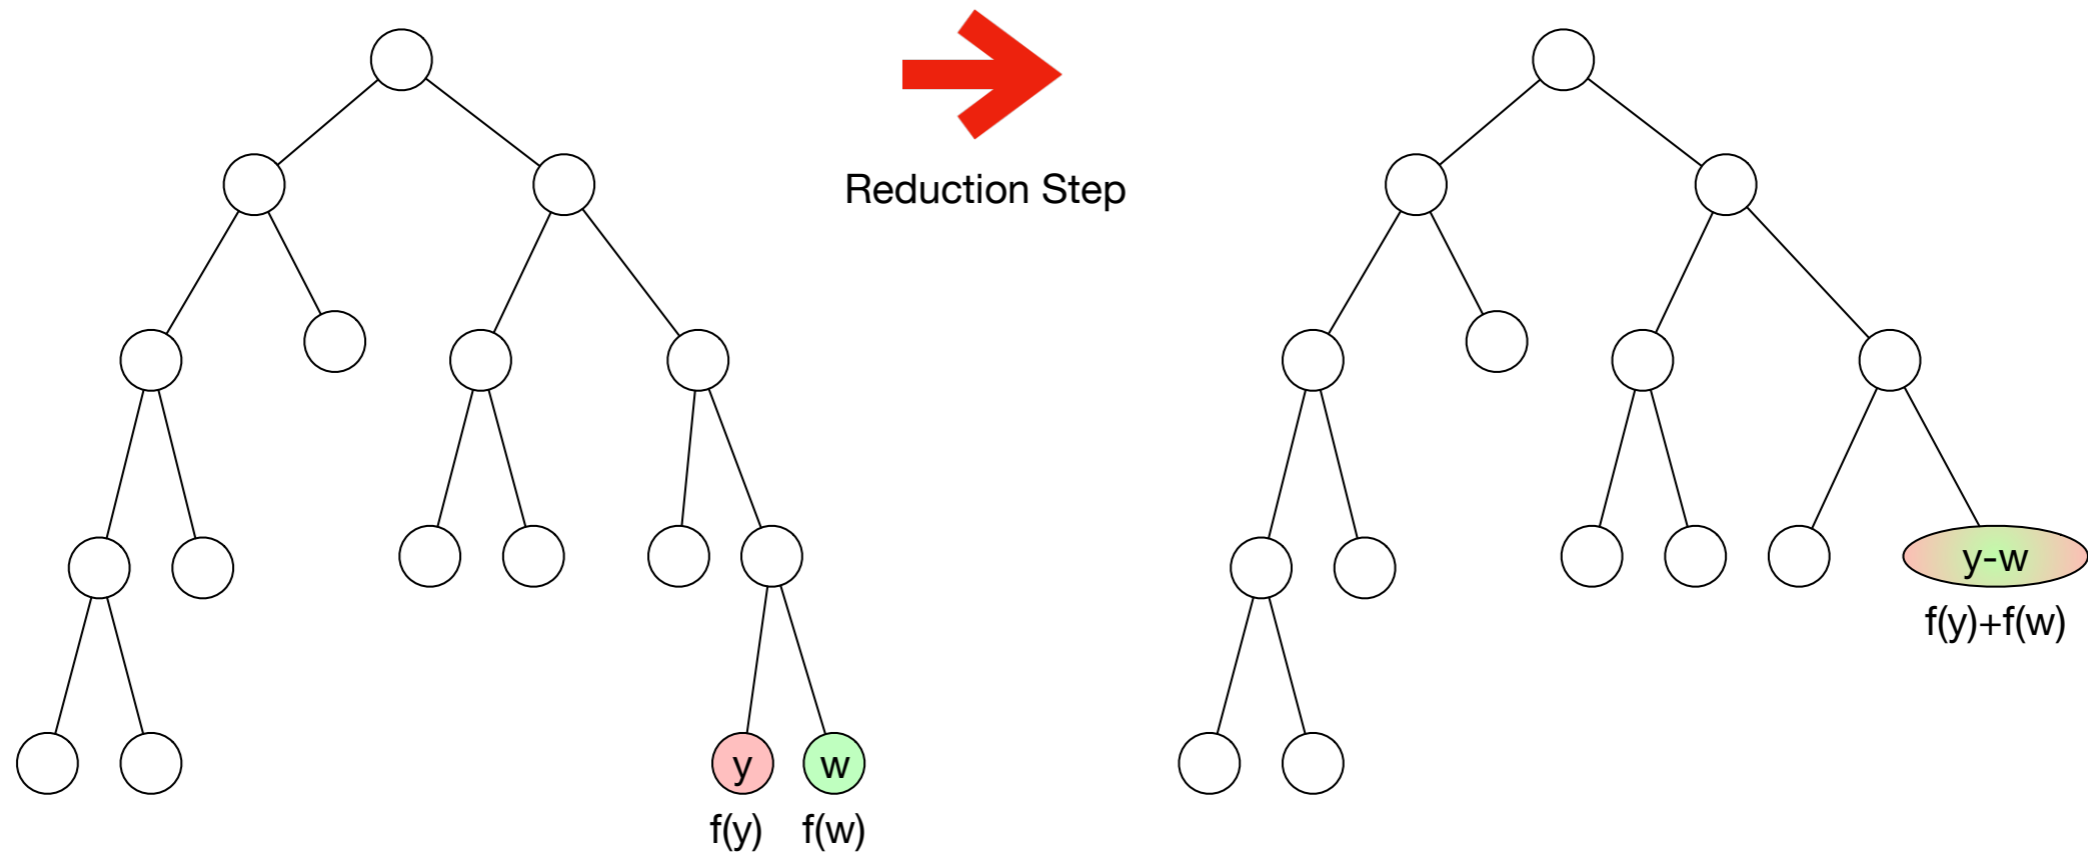 Reduction Step
y
w
f(y)
f(w)
y-w
f(y)+f(w)